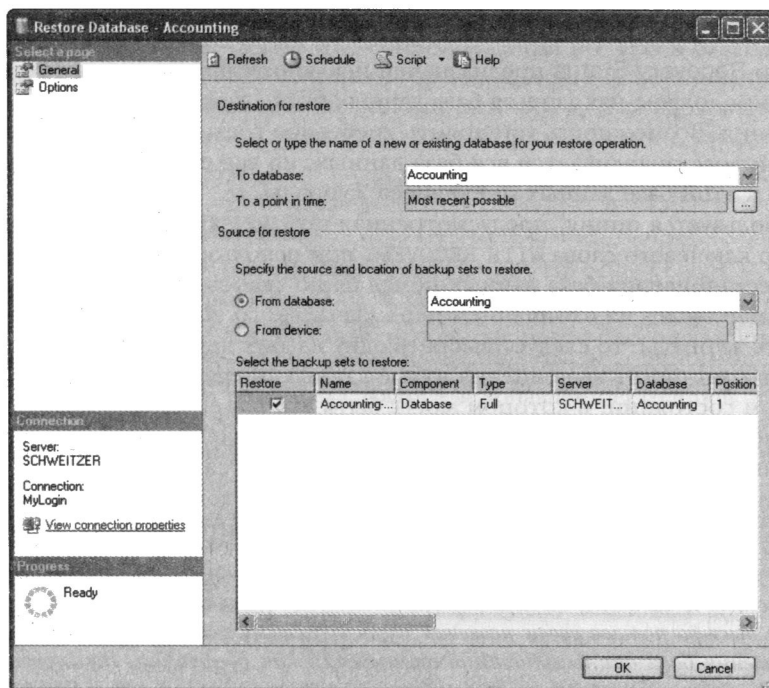 Restore Database - Accounting
Select a page
General
Options
Refresh Schedule Script Help
Destination for restore
Select or type the name of a new or existing database for your restore operation.
To database: Accounting
To a point in time: Most recent possible ...
Source for restore
Specify the source and location of backup sets to restore.
From database: Accounting
From device:
Select the backup sets to restore:
Restore Name Component Type Server Database Position
Accounting-... Database Full SCHWEIT... Accounting 1
Connection
Server:
SCHWEITZER
Connection:
MyLogin
View connection properties
Progress
Ready
OK Cancel